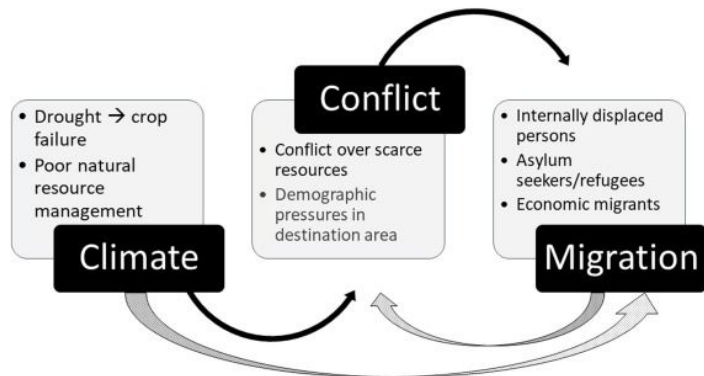 Conflict
• Drought → crop
failure
• Poor natural
resource
management
Climate
• Conflict over scarce
resources
• Demographic
pressures in
destination area
• Internally displaced
persons
• Asylum
seekers/refugees
• Economic migrants
Migration